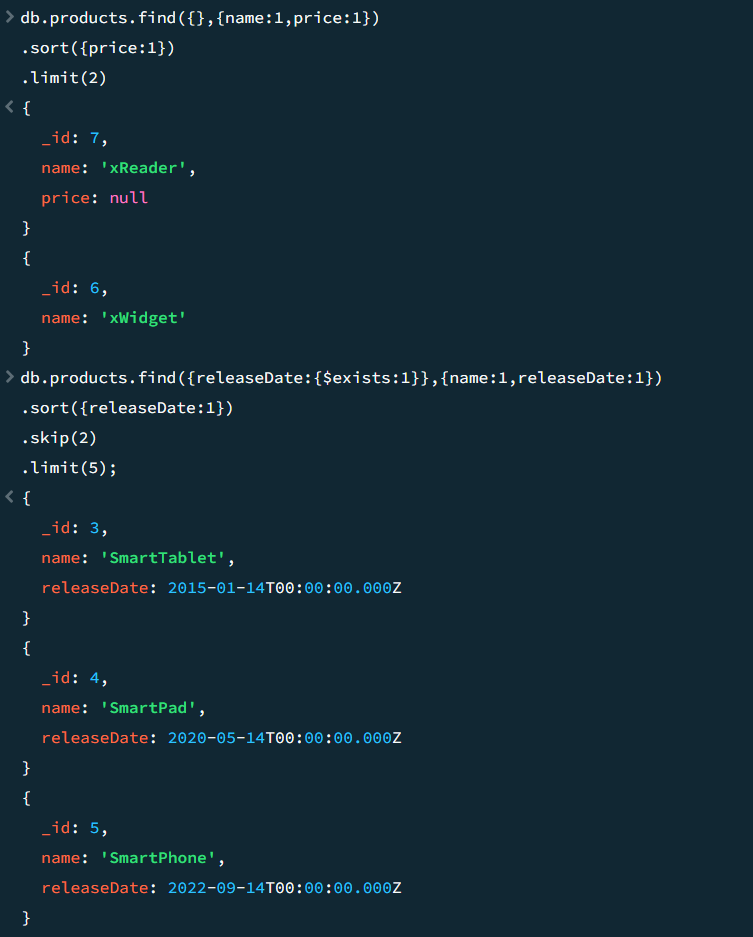 > db.products.find({},{name:1,price:1})
.sort({price:1})
.limit(2)
< {
_id: 7,
name: 'xReader',
price: null
}
{
_id: 6,
name: 'xWidget'
}
> db.products.find({releaseDate:{$exists:1}},{name:1,releaseDate:1})
.sort({releaseDate:1})
.skip(2)
.limit(5);
< {
_id: 3,
name: 'SmartTablet',
releaseDate: 2015-01-14T00:00:00.000Z
}
{
_id: 4,
name: 'SmartPad',
releaseDate: 2020-05-14T00:00:00.000Z
}
{
_id: 5,
name: 'SmartPhone',
releaseDate: 2022-09-14T00:00:00.000Z
}